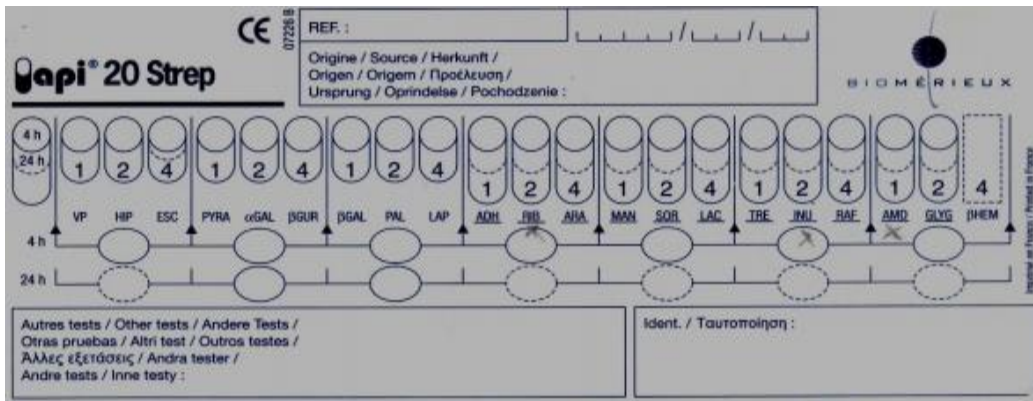 CE
07226 B
REF. :
api® 20 Strep
Origine / Source / Herkunft /
Origen / Origem / Προέλευση /
Ursprung / Oprindelse / Pochodzenie :
BIOMÉRIEUX
4 h
24 h
1 2 4 1 2 4 1 2 4 1 2 4 1 2 4 1 2 4 1 2 4
VP HIP ESC PYRA αGAL βGUR βGAL PAL LAP ADH RIB ARA MAN SOR LAC TRE INU RAF AMD GLYG βHEM
4 h
24 h
Autres tests / Other tests / Andere Tests /
Otras pruebas / Altri test / Outros testes /
Άλλες εξετάσεις / Andra tester /
Andre tests / Inne testy :
Ident. / Ταυτοποίηση :